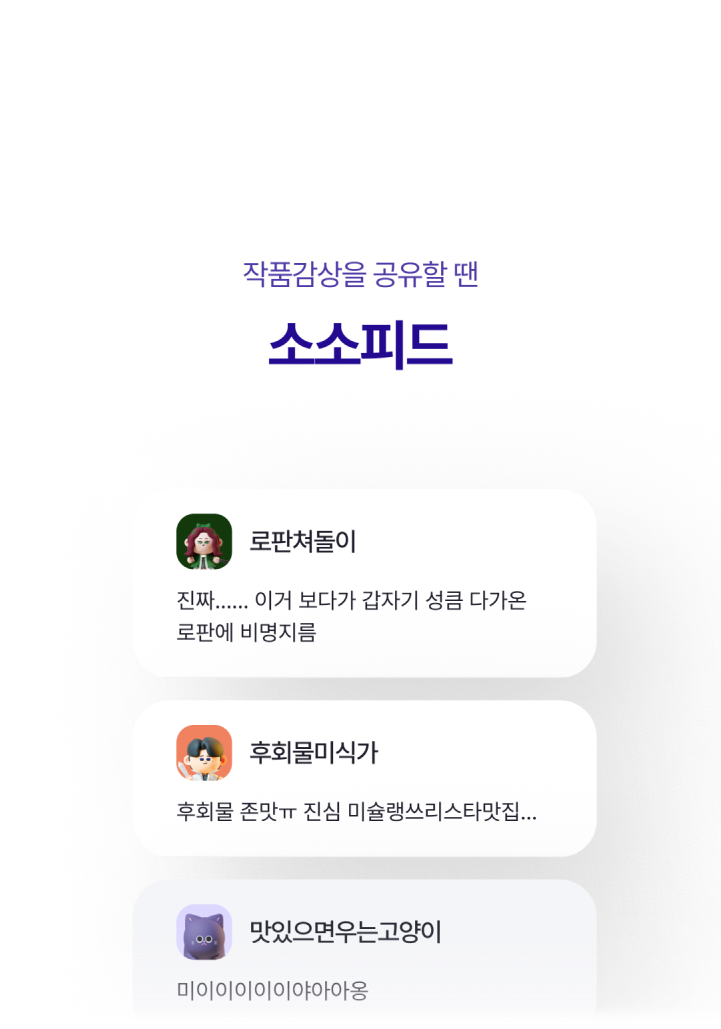 작품감상을 공유할 땐
소소피드
로판쳐돌이
진짜...... 이거 보다가 갑자기 성큼 다가온
로판에 비명지름
후회물미식가
후회물 존맛ㅠ 진심 미슐랭쓰리스타맛집...
맛있으면우는고양이
미이이이이이야아아옹